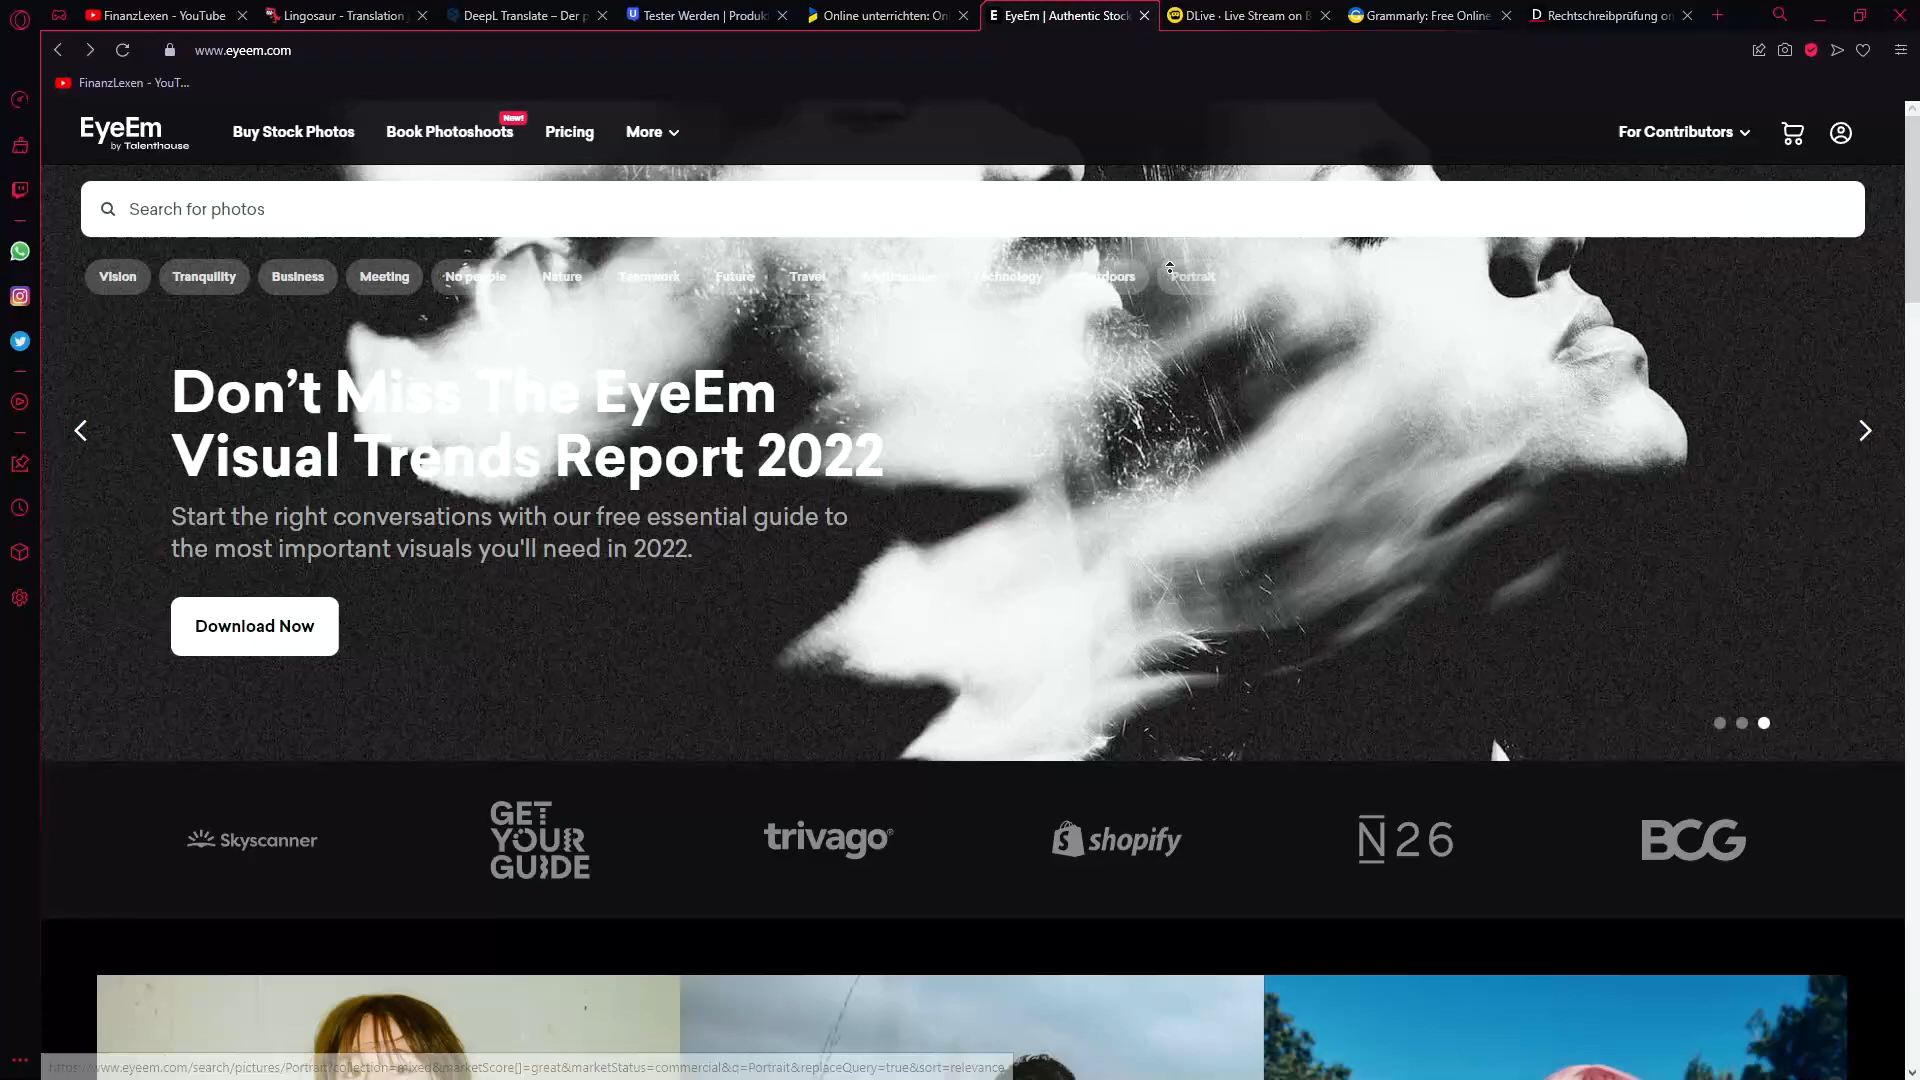 FinanzLexen - YouTube
Lingosaur - Translation
DeepL Translate – Der p
Tester Werden | Produkt
Online unterrichten: On
EyeEm | Authentic Stock
DLive · Live Stream on B
Grammarly: Free Online
Rechtschreibprüfung on
www.eyeem.com
FinanzLexen - YouT...
EyeEm
by Talenthouse
Buy Stock Photos
Book Photoshoots
New!
Pricing
More
For Contributors
Search for photos
Vision
Tranquility
Business
Meeting
No people
Nature
Teamwork
Future
Travel
Technology
Outdoors
Portrait
Don't Miss The EyeEm
Visual Trends Report 2022
Start the right conversations with our free essential guide to
the most important visuals you'll need in 2022.
Download Now
Skyscanner
GET
YOUR
GUIDE
trivago®
shopify
N26
BCG
https://www.eyeem.com/search/pictures/Portrait?collection=mixed&marketScore[]=great&marketStatus=commercial&q=Portrait&replaceQuery=true&sort=relevance